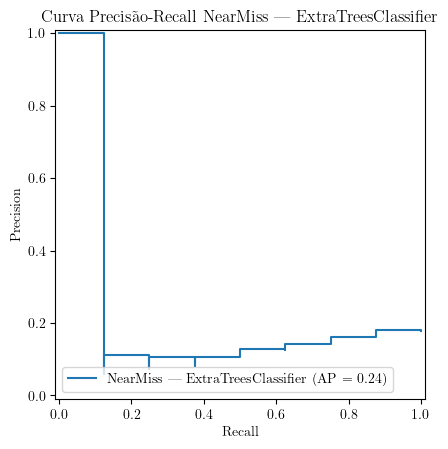 Curva Precisão-Recall NearMiss — ExtraTreesClassifier
1.0
0.8
0.6
0.4
0.2
0.0
Precision
NearMiss — ExtraTreesClassifier (AP = 0.24)
0.0 0.2 0.4 0.6 0.8 1.0
Recall